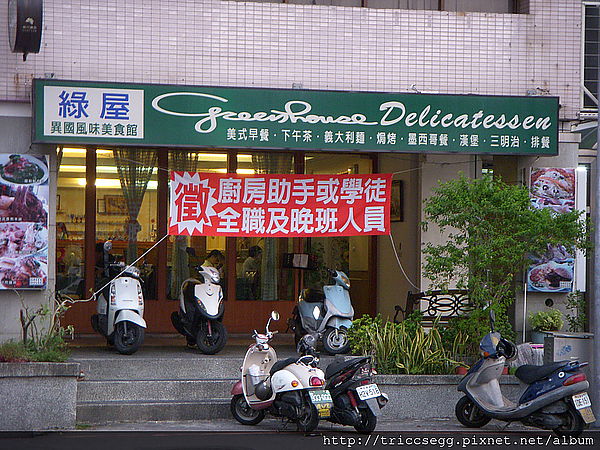 綠屋
異國風味美食館
Greenhouse Delicatessen
美式早餐·下午茶·義大利麵·焗烤·墨西哥餐·漢堡·三明治·排餐
徵
廚房助手或學徒
全職及晚班人員
http://triccsegg.pixnet.net/album